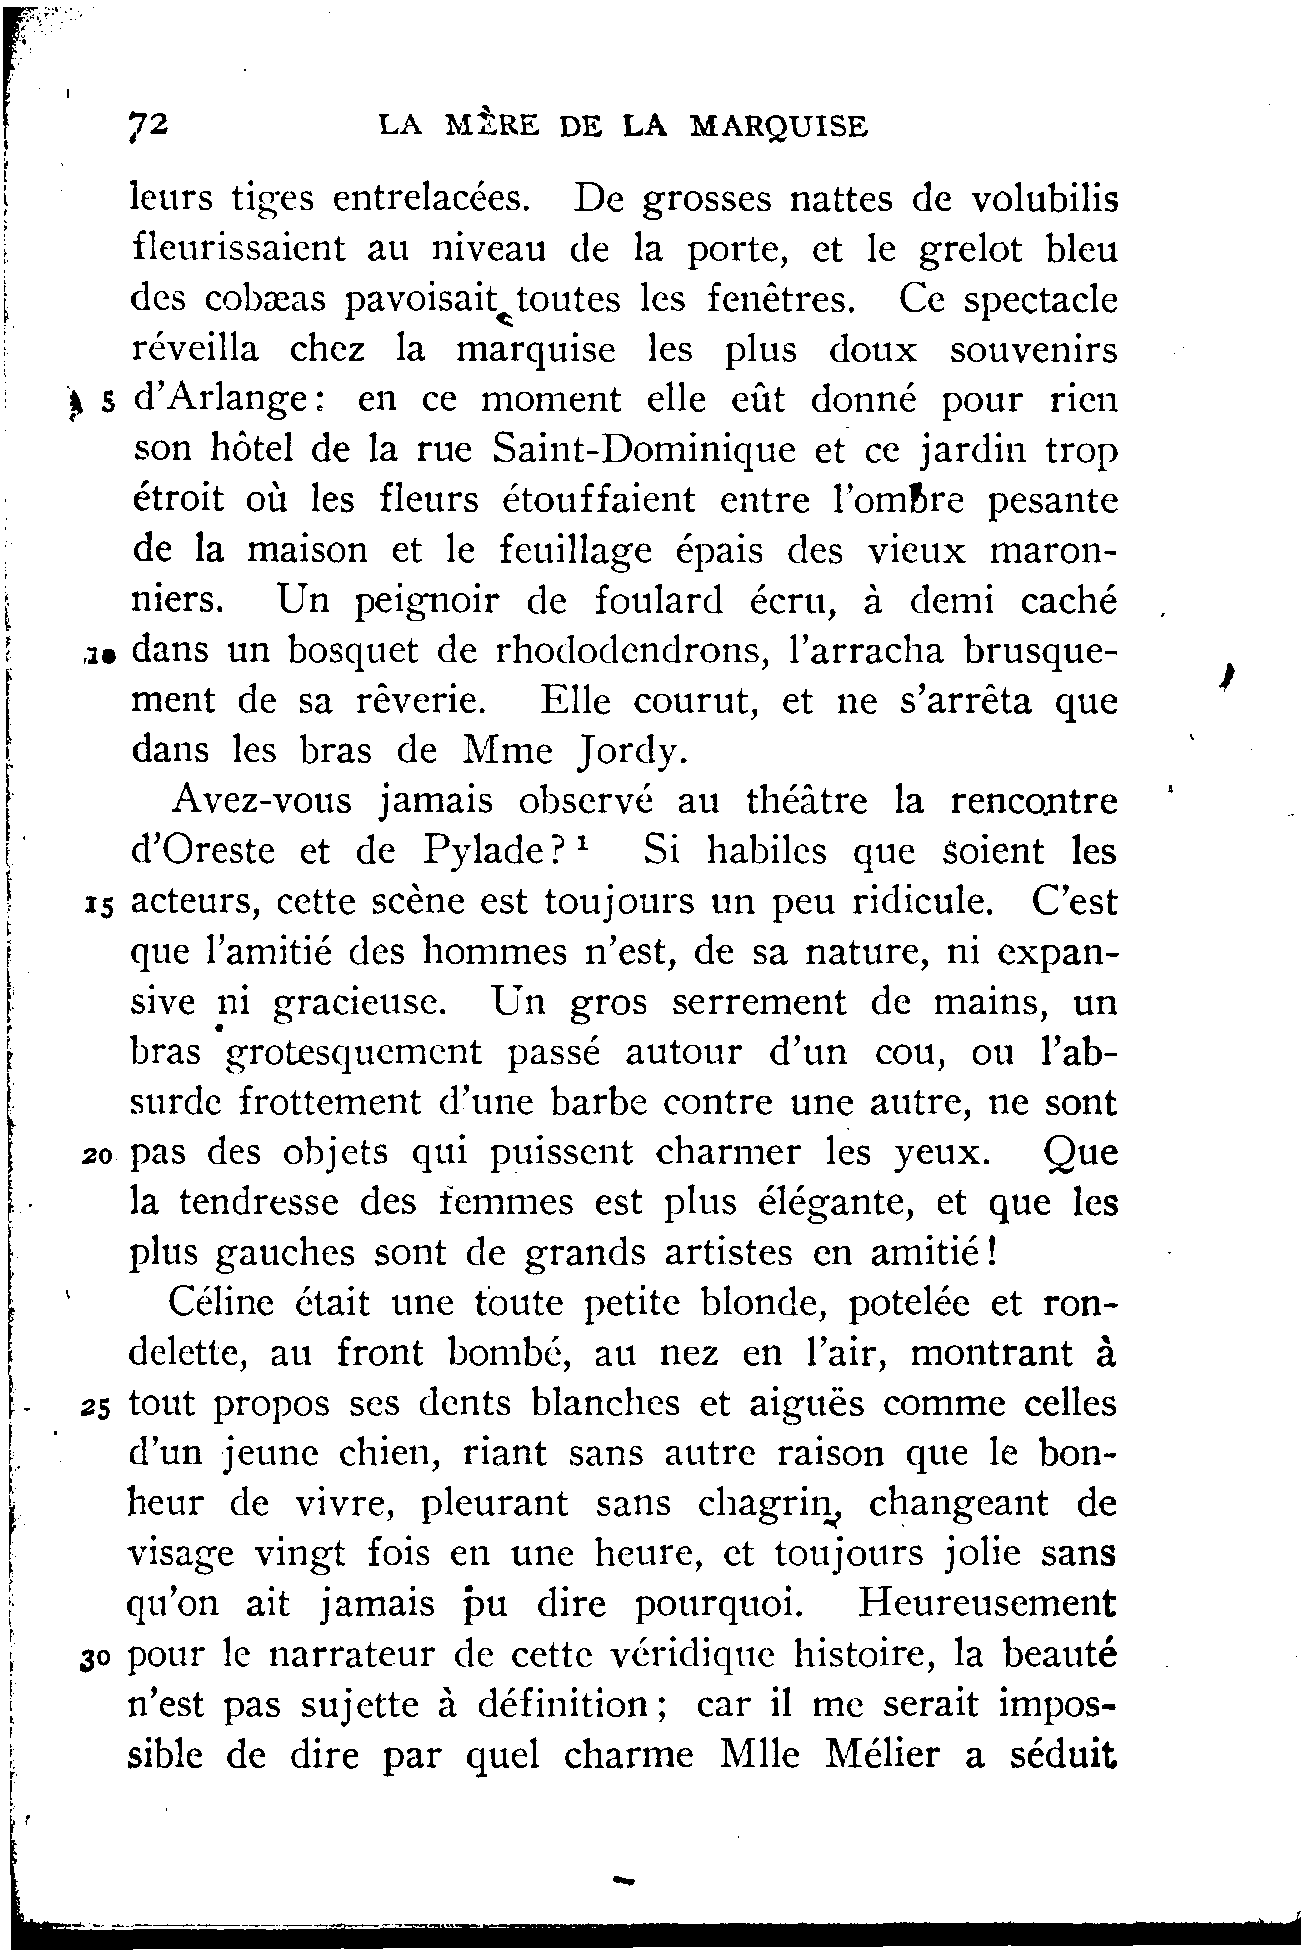 72 LA MÈRE DE LA MARQUISE
leurs tiges entrelacées. De grosses nattes de volubilis
fleurissaient au niveau de la porte, et le grelot bleu
des cobæas pavoisait toutes les fenêtres. Ce spectacle
réveilla chez la marquise les plus doux souvenirs
5 d'Arlange: en ce moment elle eût donné pour rien
son hôtel de la rue Saint-Dominique et ce jardin trop
étroit où les fleurs étouffaient entre l'ombre pesante
de la maison et le feuillage épais des vieux maron-
niers. Un peignoir de foulard écru, à demi caché
10 dans un bosquet de rhododendrons, l'arracha brusque-
ment de sa rêverie. Elle courut, et ne s'arrêta que
dans les bras de Mme Jordy.
Avez-vous jamais observé au théâtre la rencontre
d'Oreste et de Pylade?¹ Si habiles que soient les
15 acteurs, cette scène est toujours un peu ridicule. C'est
que l'amitié des hommes n'est, de sa nature, ni expan-
sive ni gracieuse. Un gros serrement de mains, un
bras grotesquement passé autour d'un cou, ou l'ab-
surde frottement d'une barbe contre une autre, ne sont
20 pas des objets qui puissent charmer les yeux. Que
la tendresse des femmes est plus élégante, et que les
plus gauches sont de grands artistes en amitié!
Céline était une toute petite blonde, potelée et ron-
delette, au front bombé, au nez en l'air, montrant à
25 tout propos ses dents blanches et aiguës comme celles
d'un jeune chien, riant sans autre raison que le bon-
heur de vivre, pleurant sans chagrin, changeant de
visage vingt fois en une heure, et toujours jolie sans
qu'on ait jamais pu dire pourquoi. Heureusement
30 pour le narrateur de cette véridique histoire, la beauté
n'est pas sujette à définition; car il me serait impos-
sible de dire par quel charme Mlle Mélier a séduit